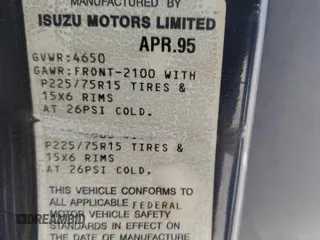 MANUFACTURED BY
ISUZU MOTORS LIMITED
APR.95
GVWR:4650
GAWR:FRONT-2100 WITH
P225/75R15 TIRES &
15X6 RIMS
AT 26PSI COLD.
WITH
P225/75R15 TIRES &
15X6 RIMS
AT 26PSI COLD.
THIS VEHICLE CONFORMS TO
ALL APPLICABLE FEDERAL
MOTOR VEHICLE SAFETY
STANDARDS IN EFFECT ON
THE DATE OF MANUFACTURE
DREAMBID